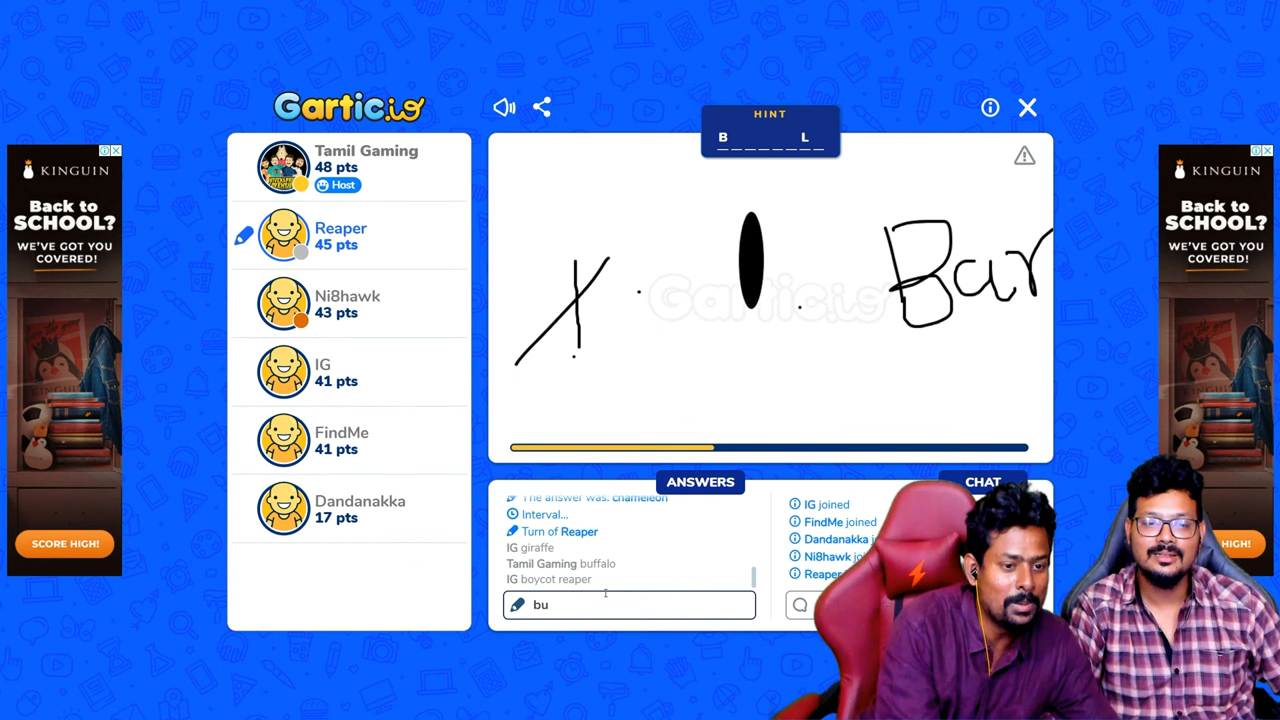 Gartic.io
HINT
B _ _ _ _ _ L _
Tamil Gaming
48 pts
Host
Reaper
45 pts
Ni8hawk
43 pts
IG
41 pts
FindMe
41 pts
Dandanakka
17 pts
Gartic.io
Bar
ANSWERS
The answer was: chameleon
Interval...
Turn of Reaper
IG giraffe
Tamil Gaming buffalo
IG boycot reaper
bu
CHAT
IG joined
FindMe joined
Dandanakka j
Ni8hawk jo
Reaper
KINGUIN
Back to
SCHOOL?
WE'VE GOT YOU
COVERED!
SCORE HIGH!
KINGUIN
Back to
SCHOOL?
WE'VE GOT YOU
COVERED!
HIGH!